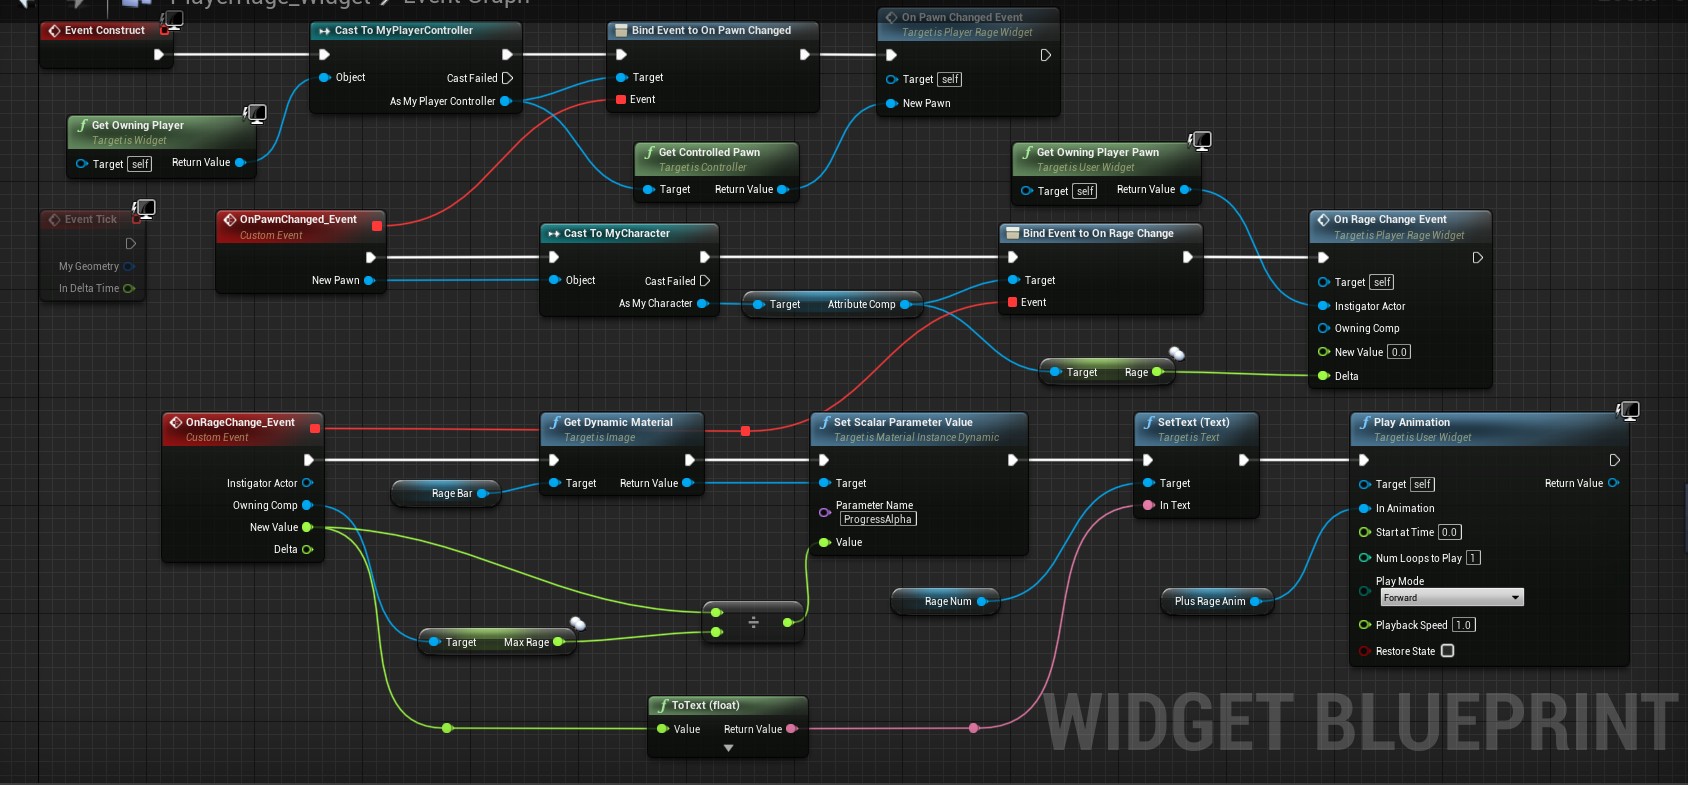 PlayerRage_Widget > Event Graph
Event Construct
Cast To MyPlayerController
Object
Cast Failed
As My Player Controller
Bind Event to On Pawn Changed
Target
Event
On Pawn Changed Event
Target is Player Rage Widget
Target self
New Pawn
Get Owning Player
Target is Widget
Target self Return Value
Get Controlled Pawn
Target is Controller
Target Return Value
Get Owning Player Pawn
Target is User Widget
Target self Return Value
Event Tick
My Geometry
In Delta Time
OnPawnChanged_Event
Custom Event
New Pawn
Cast To MyCharacter
Object
Cast Failed
As My Character
Target Attribute Comp
Bind Event to On Rage Change
Target
Event
On Rage Change Event
Target is Player Rage Widget
Target self
Instigator Actor
Owning Comp
New Value 0.0
Delta
Target Rage
OnRageChange_Event
Custom Event
Instigator Actor
Owning Comp
New Value
Delta
Rage Bar
Get Dynamic Material
Target is Image
Target Return Value
Set Scalar Parameter Value
Target is Material Instance Dynamic
Target
Parameter Name
ProgressAlpha
Value
SetText (Text)
Target is Text
Target
In Text
Play Animation
Target is User Widget
Target self Return Value
In Animation
Start at Time 0.0
Num Loops to Play 1
Play Mode
Forward
Playback Speed 1.0
Restore State
Rage Num
Plus Rage Anim
Target Max Rage
÷
ToText (float)
Value Return Value
WIDGET BLUEPRINT